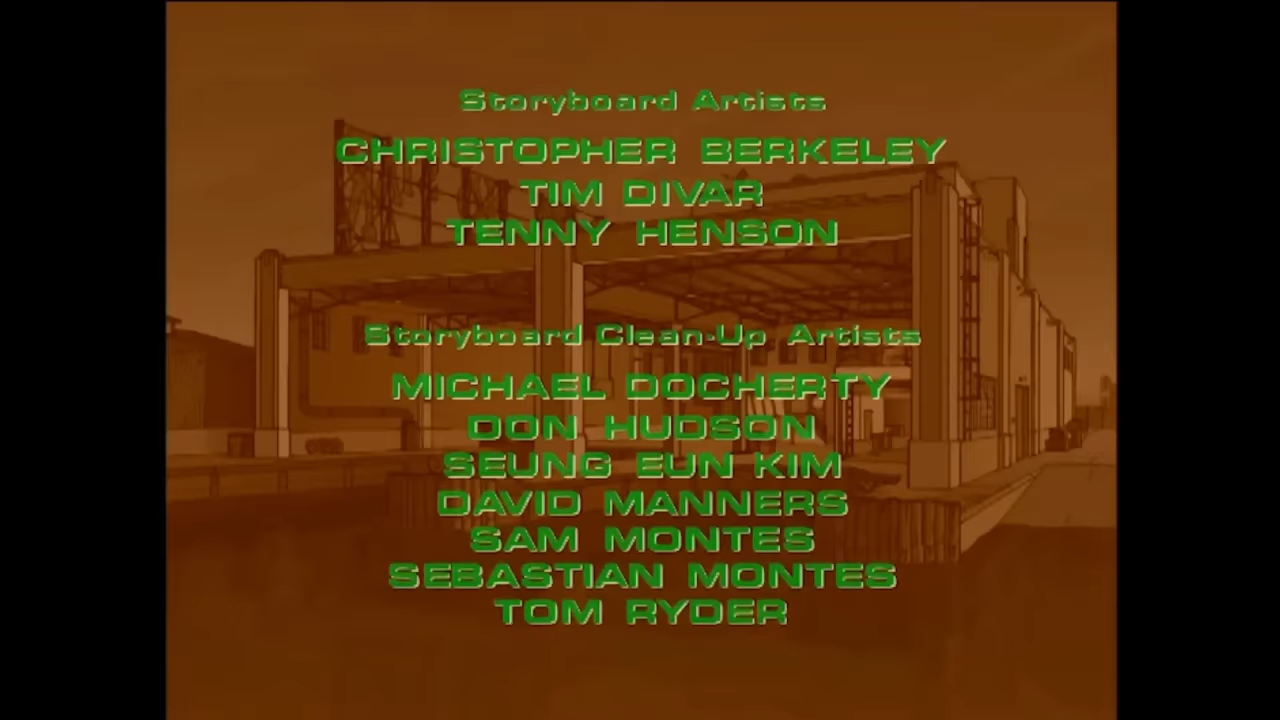 Storyboard Artists
CHRISTOPHER BERKELEY
TIM DIVAR
TENNY HENSON
Storyboard Clean-Up Artists
MICHAEL DOCHERTY
DON HUDSON
SEUNG EUN KIM
DAVID MANNERS
SAM MONTES
SEBASTIAN MONTES
TOM RYDER